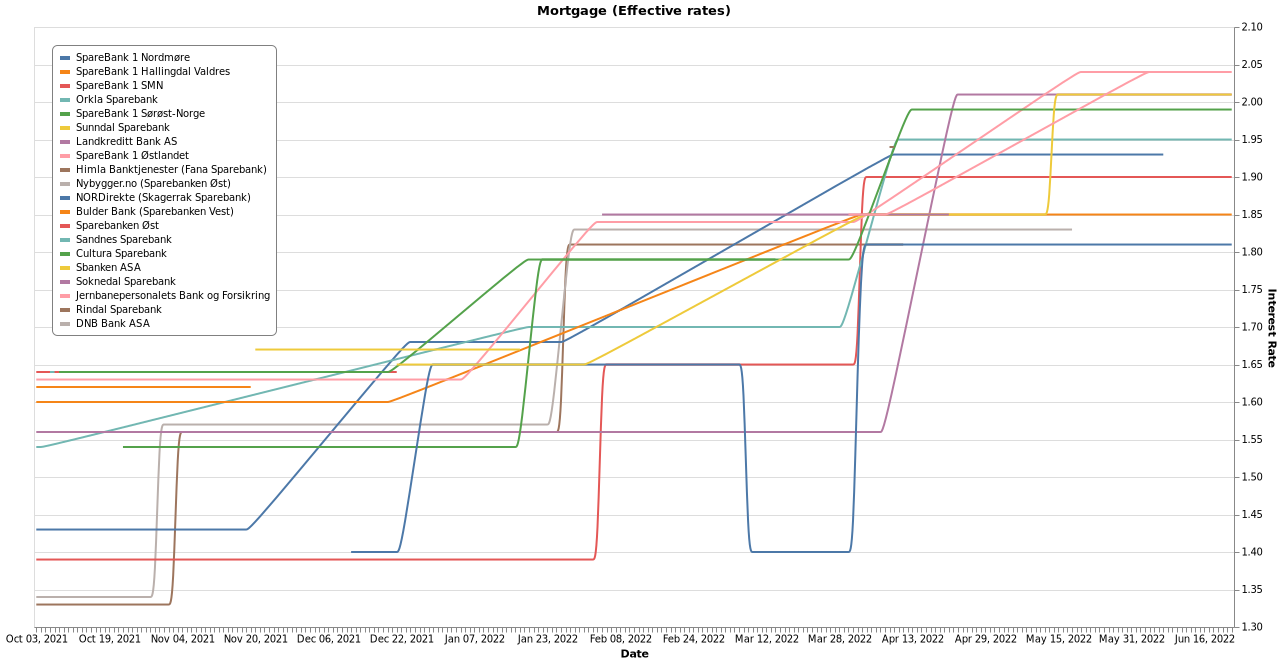 Mortgage (Effective rates)
SpareBank 1 Nordmøre
SpareBank 1 Hallingdal Valdres
SpareBank 1 SMN
Orkla Sparebank
SpareBank 1 Sørøst-Norge
Sunndal Sparebank
Landkreditt Bank AS
SpareBank 1 Østlandet
Himla Banktjenester (Fana Sparebank)
Nybygger.no (Sparebanken Øst)
NORDirekte (Skagerrak Sparebank)
Bulder Bank (Sparebanken Vest)
Sparebanken Øst
Sandnes Sparebank
Cultura Sparebank
Sbanken ASA
Soknedal Sparebank
Jernbanepersonalets Bank og Forsikring
Rindal Sparebank
DNB Bank ASA
2.10
2.05
2.00
1.95
1.90
1.85
1.80
1.75
1.70
1.65
1.60
1.55
1.50
1.45
1.40
1.35
1.30
Interest Rate
Oct 03, 2021 Oct 19, 2021 Nov 04, 2021 Nov 20, 2021 Dec 06, 2021 Dec 22, 2021 Jan 07, 2022 Jan 23, 2022 Feb 08, 2022 Feb 24, 2022 Mar 12, 2022 Mar 28, 2022 Apr 13, 2022 Apr 29, 2022 May 15, 2022 May 31, 2022 Jun 16, 2022
Date